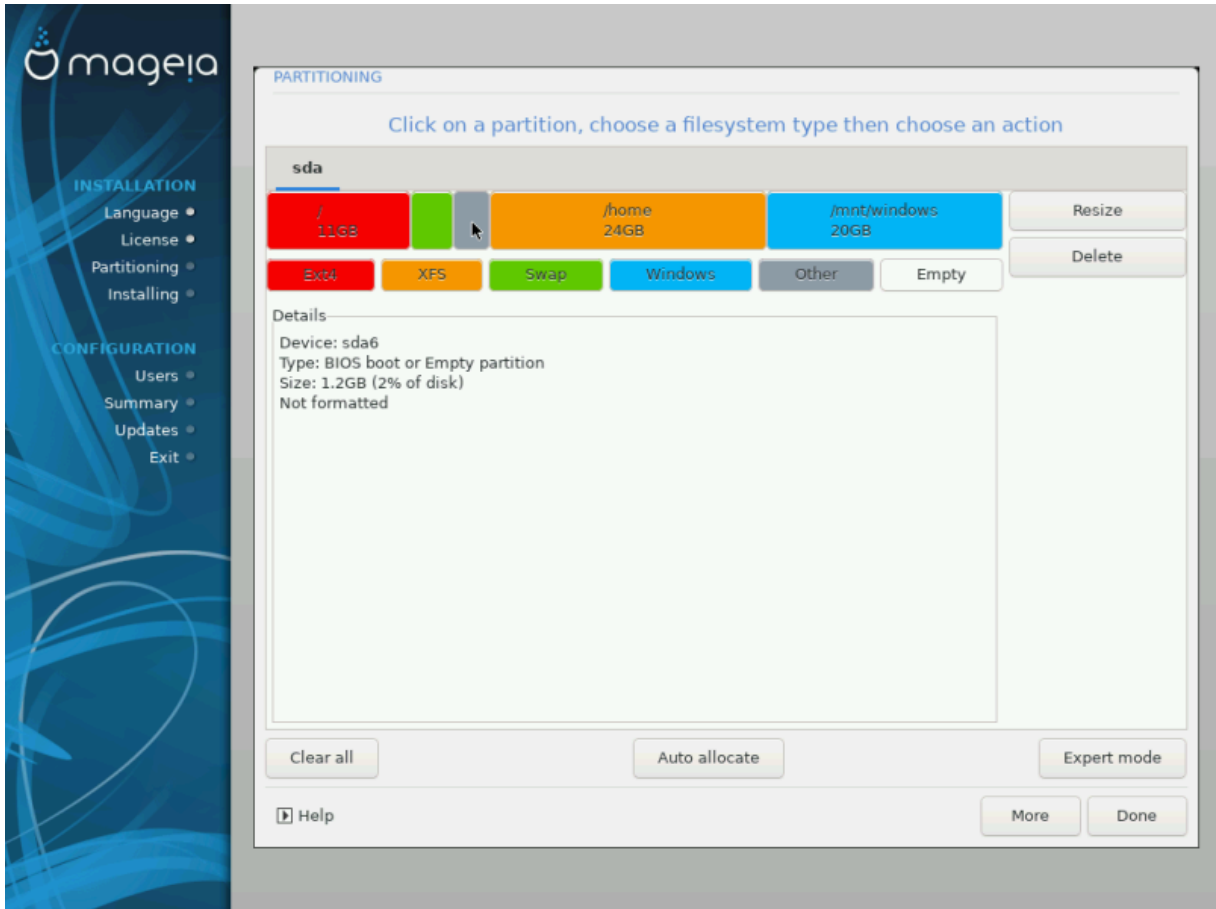 mageia
INSTALLATION
Language
License
Partitioning
Installing
CONFIGURATION
Users
Summary
Updates
Exit
PARTITIONING
Click on a partition, choose a filesystem type then choose an action
sda
/
11GB
/home
24GB
/mnt/windows
20GB
Resize
Delete
Ext4 XFS Swap Windows Other Empty
Details
Device: sda6
Type: BIOS boot or Empty partition
Size: 1.2GB (2% of disk)
Not formatted
Clear all Auto allocate Expert mode
Help More Done